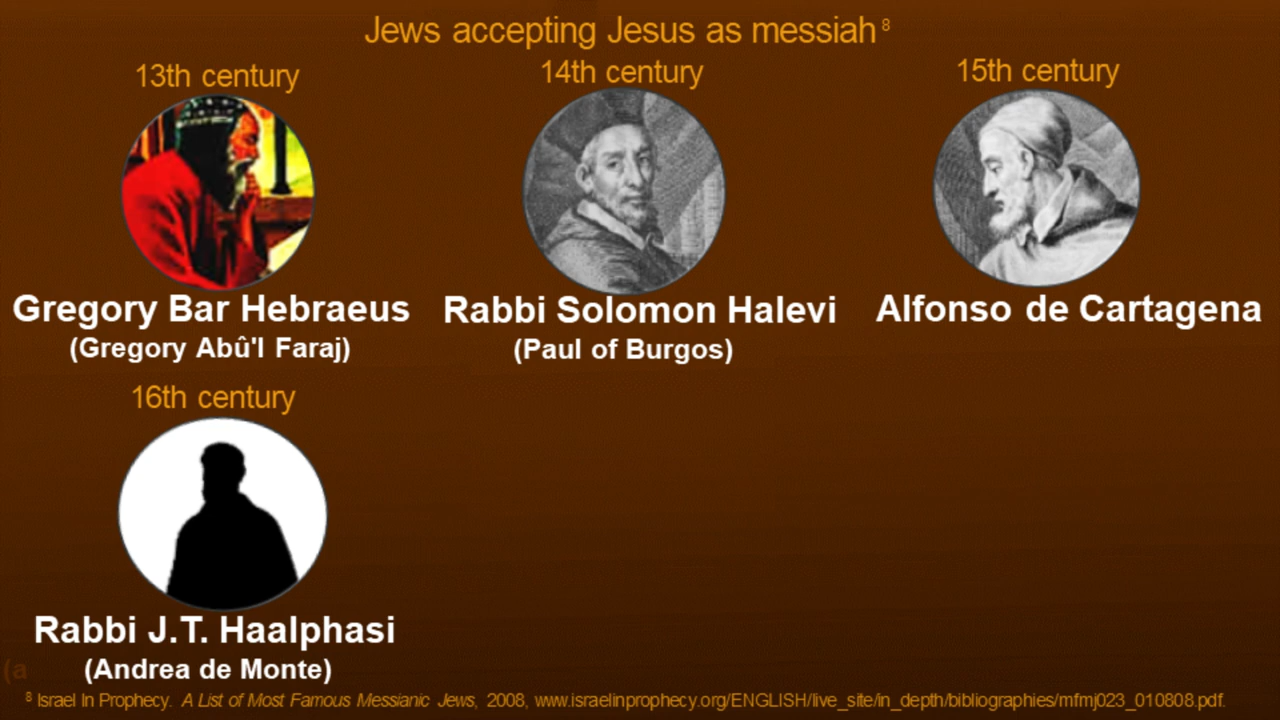 Jews accepting Jesus as messiah 8
13th century
14th century
15th century
Gregory Bar Hebraeus
(Gregory Abû'l Faraj)
Rabbi Solomon Halevi
(Paul of Burgos)
Alfonso de Cartagena
16th century
Rabbi J.T. Haalphasi
(Andrea de Monte)
(a
8 Israel In Prophecy. A List of Most Famous Messianic Jews, 2008, www.israelinprophecy.org/ENGLISH/live_site/in_depth/bibliographies/mfmj023_010808.pdf.